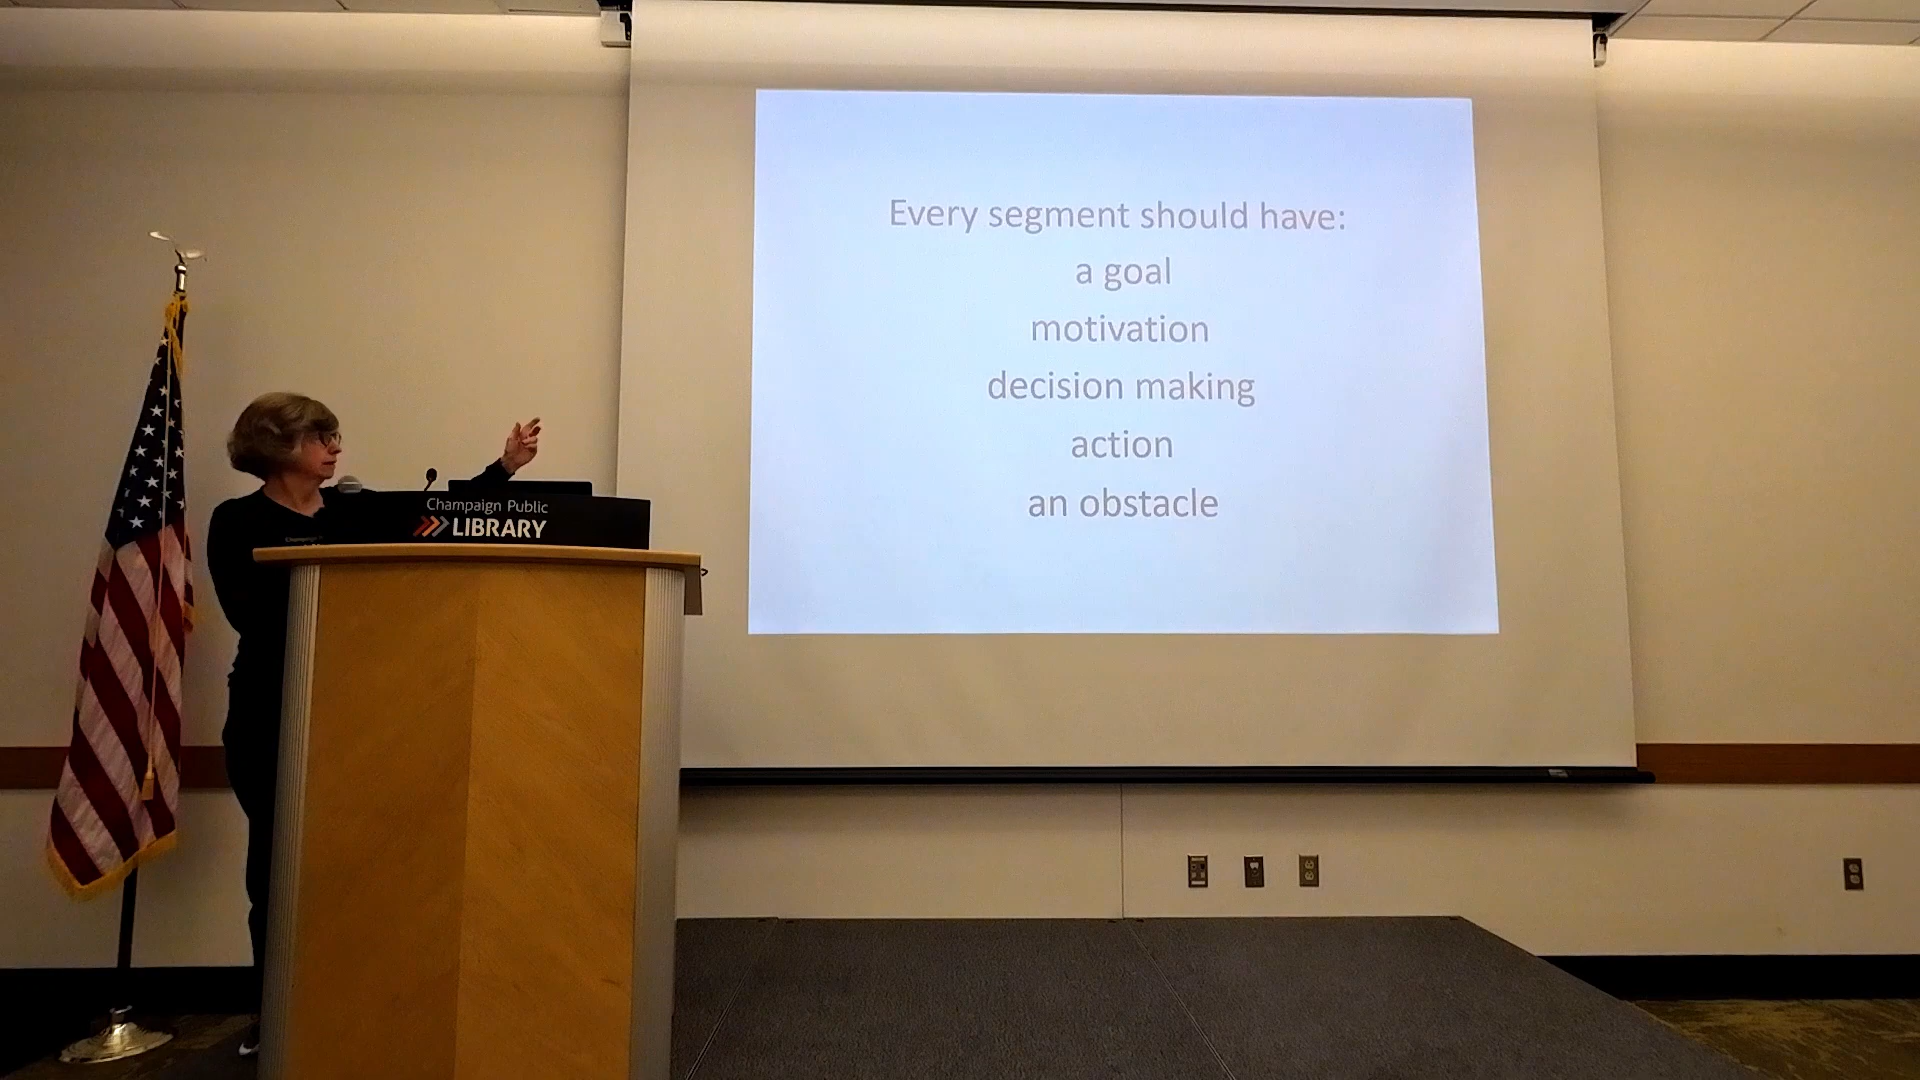 Every segment should have:
a goal
motivation
decision making
action
an obstacle
Champaign Public
LIBRARY